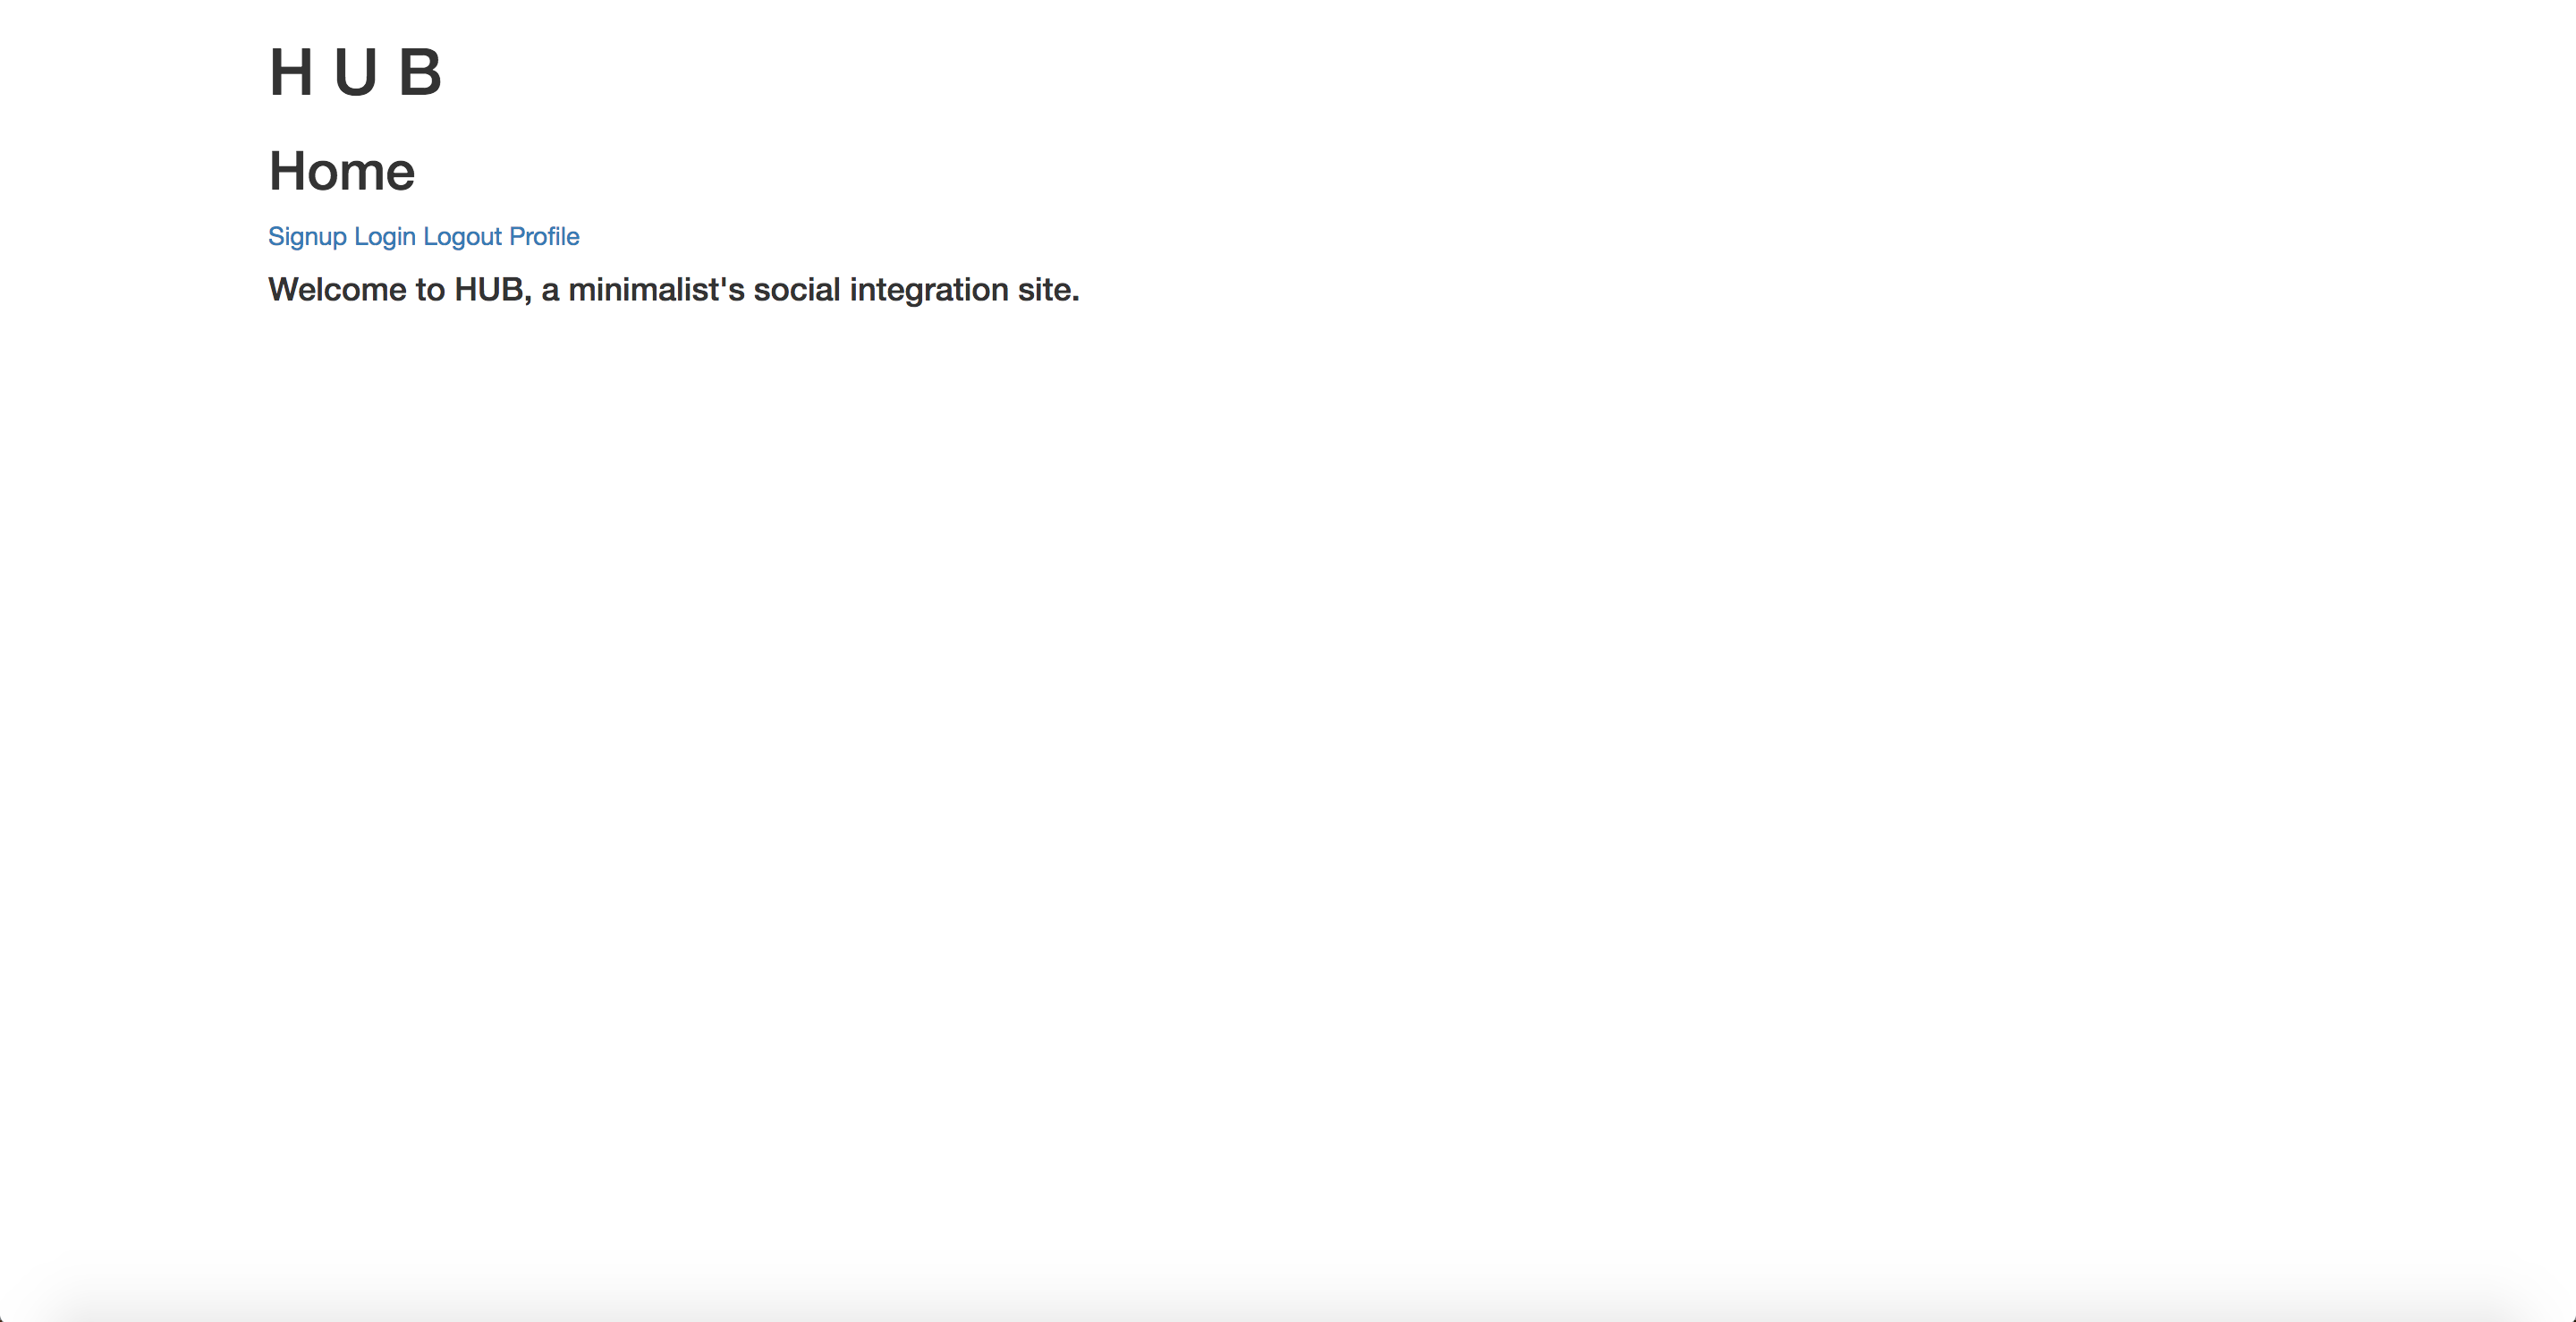 H U B
Home
Signup Login Logout Profile
Welcome to HUB, a minimalist's social integration site.